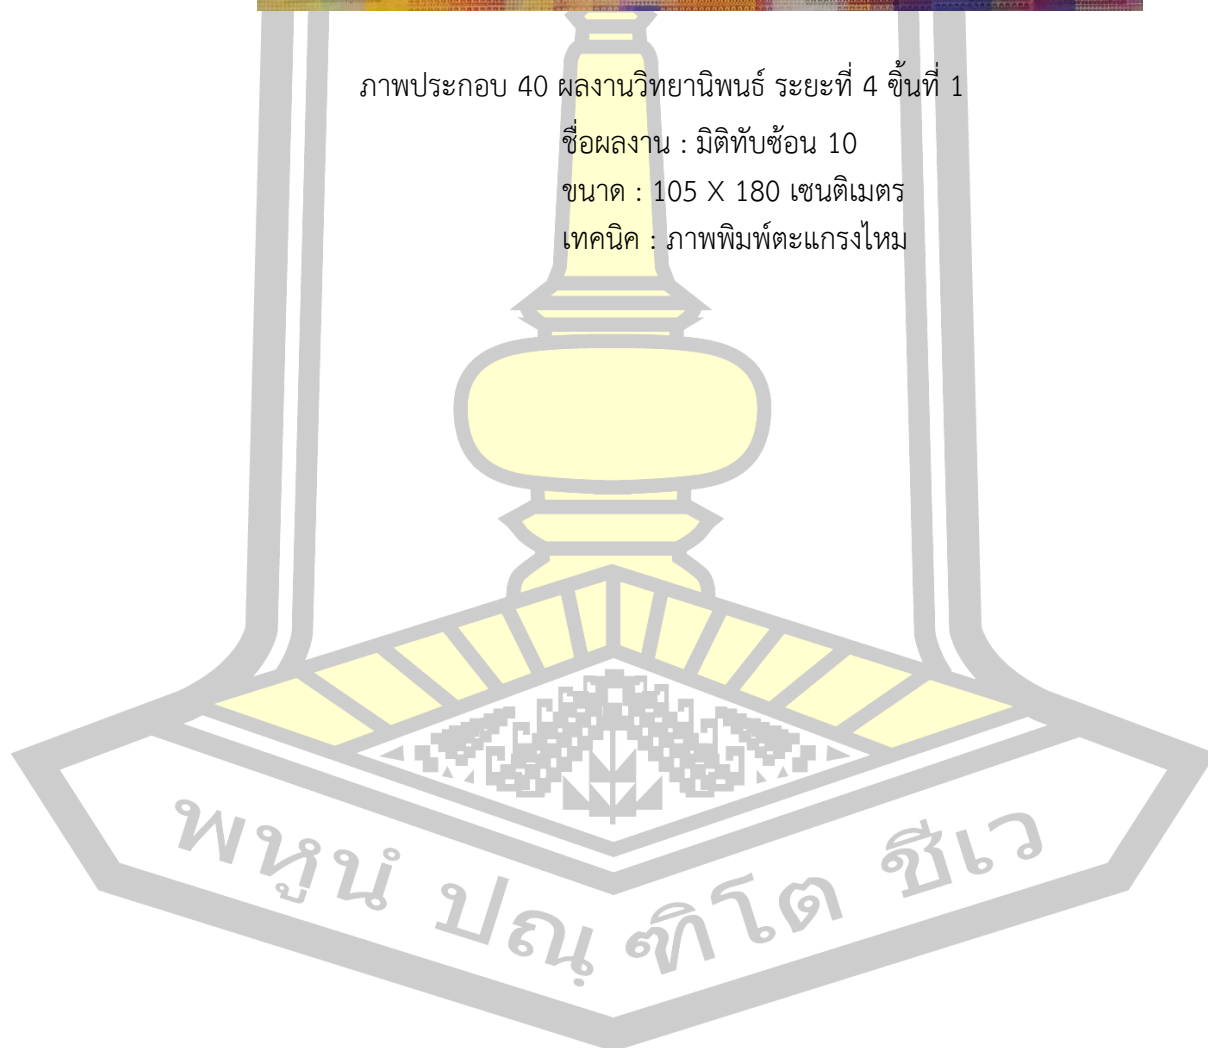 ภาพประกอบ 40 ผลงานวิทยานิพนธ์ ระยะที่ 4 ชิ้นที่ 1
ชื่อผลงาน : มิติทับซ้อน 10
ขนาด : 105 X 180 เซนติเมตร
เทคนิค : ภาพพิมพ์ตะแกรงไหม
พหูนํ ปณฺฑิโต ชีเว